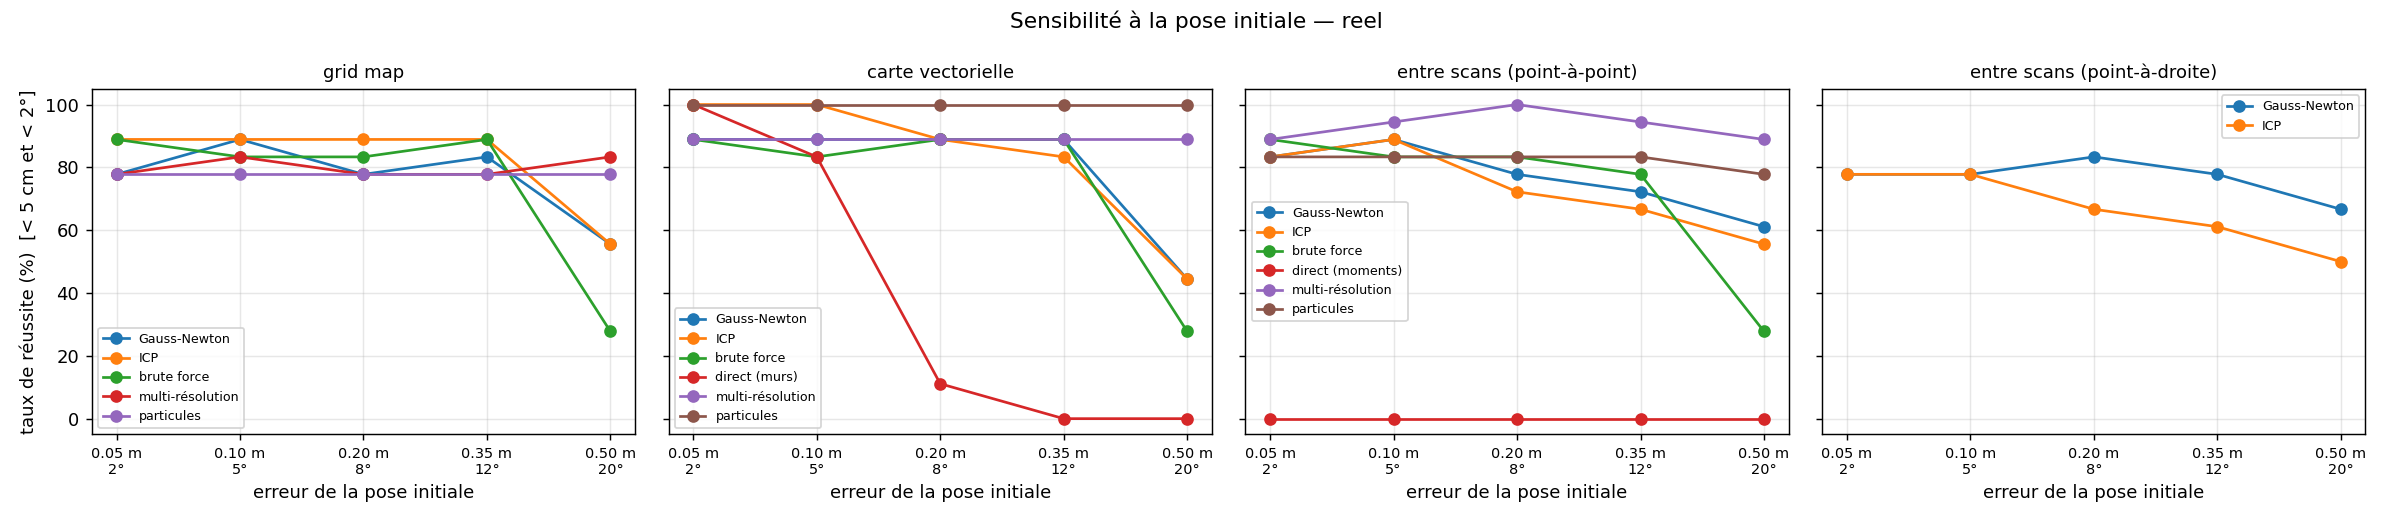 Sensibilité à la pose initiale — reel
grid map
taux de réussite (%)  [< 5 cm et < 2°]
100
80
60
40
20
0
Gauss-Newton
ICP
brute force
multi-résolution
particules
0.05 m
2°
0.10 m
5°
0.20 m
8°
0.35 m
12°
0.50 m
20°
erreur de la pose initiale
carte vectorielle
Gauss-Newton
ICP
brute force
direct (murs)
multi-résolution
particules
0.05 m
2°
0.10 m
5°
0.20 m
8°
0.35 m
12°
0.50 m
20°
erreur de la pose initiale
entre scans (point-à-point)
Gauss-Newton
ICP
brute force
direct (moments)
multi-résolution
particules
0.05 m
2°
0.10 m
5°
0.20 m
8°
0.35 m
12°
0.50 m
20°
erreur de la pose initiale
entre scans (point-à-droite)
Gauss-Newton
ICP
0.05 m
2°
0.10 m
5°
0.20 m
8°
0.35 m
12°
0.50 m
20°
erreur de la pose initiale